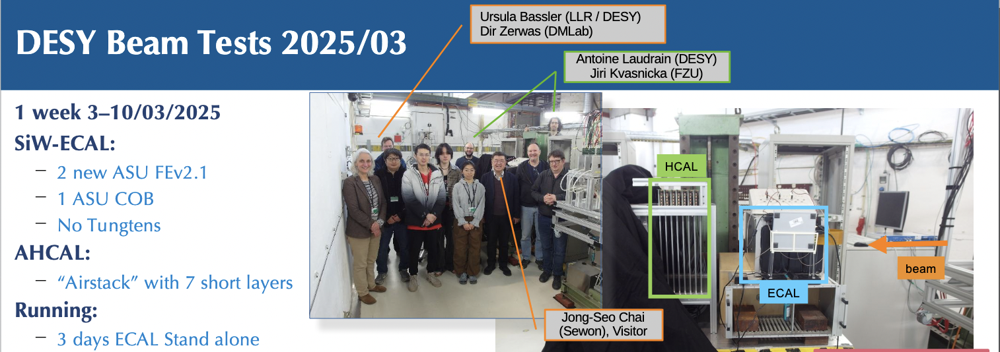 DESY Beam Tests 2025/03
Ursula Bassler (LLR / DESY)
Dir Zerwas (DMLab)
Antoine Laudrain (DESY)
Jiri Kvasnicka (FZU)
1 week 3–10/03/2025
SiW-ECAL:
– 2 new ASU FEv2.1
– 1 ASU COB
– No Tungtens
AHCAL:
– “Airstack” with 7 short layers
Running:
– 3 days ECAL Stand alone
HCAL
ECAL
beam
Jong-Seo Chai
(Sewon), Visitor